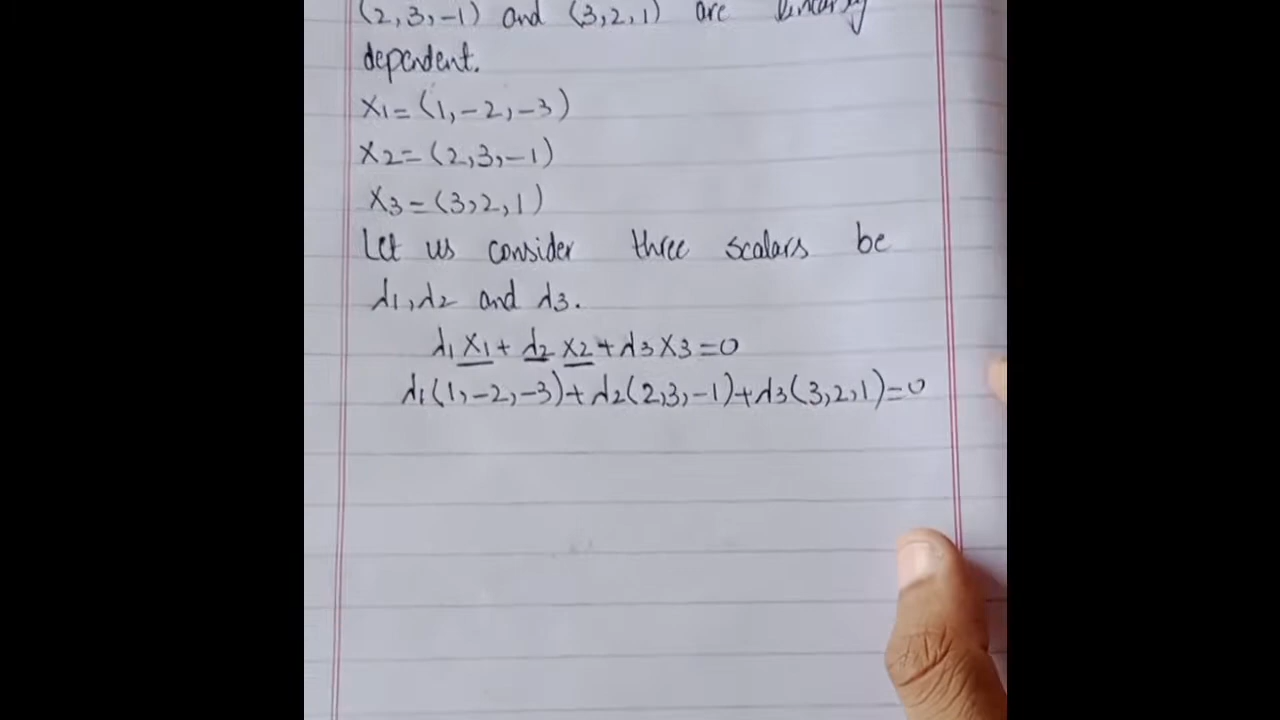 (2,3,-1) and (3,2,1) are linearly
dependent.
X1=(1,-2,-3)
X2=(2,3,-1)
X3=(3,2,1)
Let us consider three scalars be
λ1,λ2 and λ3.
λ1X1+λ2X2+λ3X3=0
λ1(1,-2,-3)+λ2(2,3,-1)+λ3(3,2,1)=0